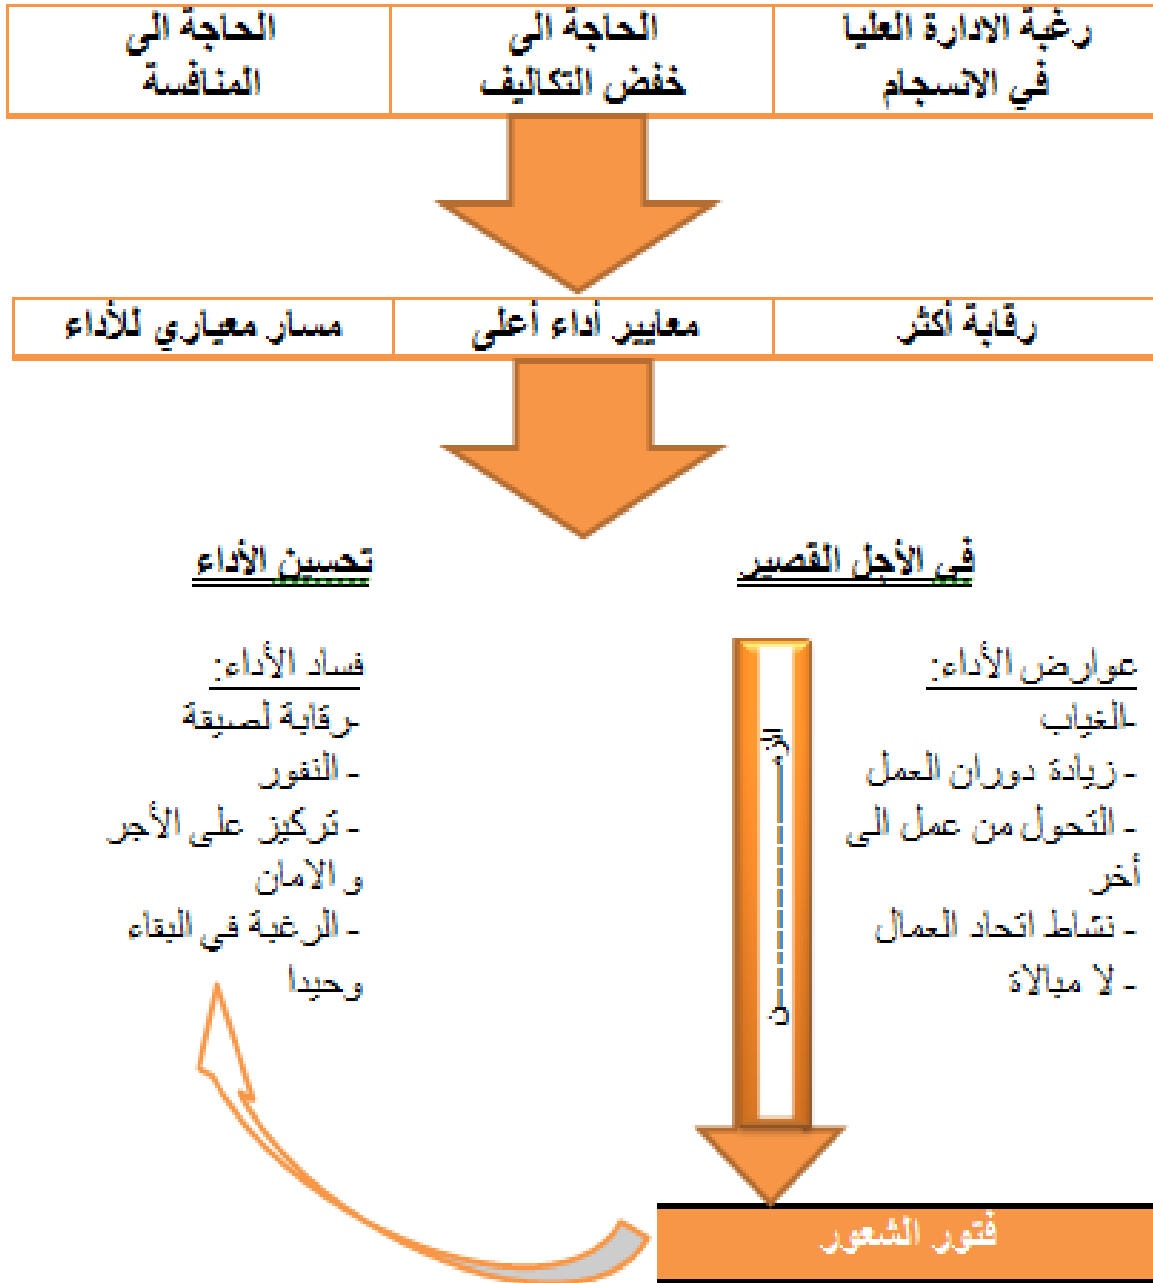 رغبة الادارة العليا
في الانسجام
الحاجة الى
خفض التكاليف
الحاجة الى
المنافسة
رقابة أكثر
معايير أداء أعلى
مسار معياري للأداء
في الأجل القصير
تحسين الأداء
عوارض الأداء:
-الغياب
- زيادة دوران العمل
- التحول من عمل الى
أخر
- نشاط اتحاد العمال
- لا مبالاة
الزمـــن
فساد الأداء:
-رقابة لصيقة
- النفور
- تركيز على الأجر
و الامان
- الرغبة في البقاء
وحيدا
فتور الشعور